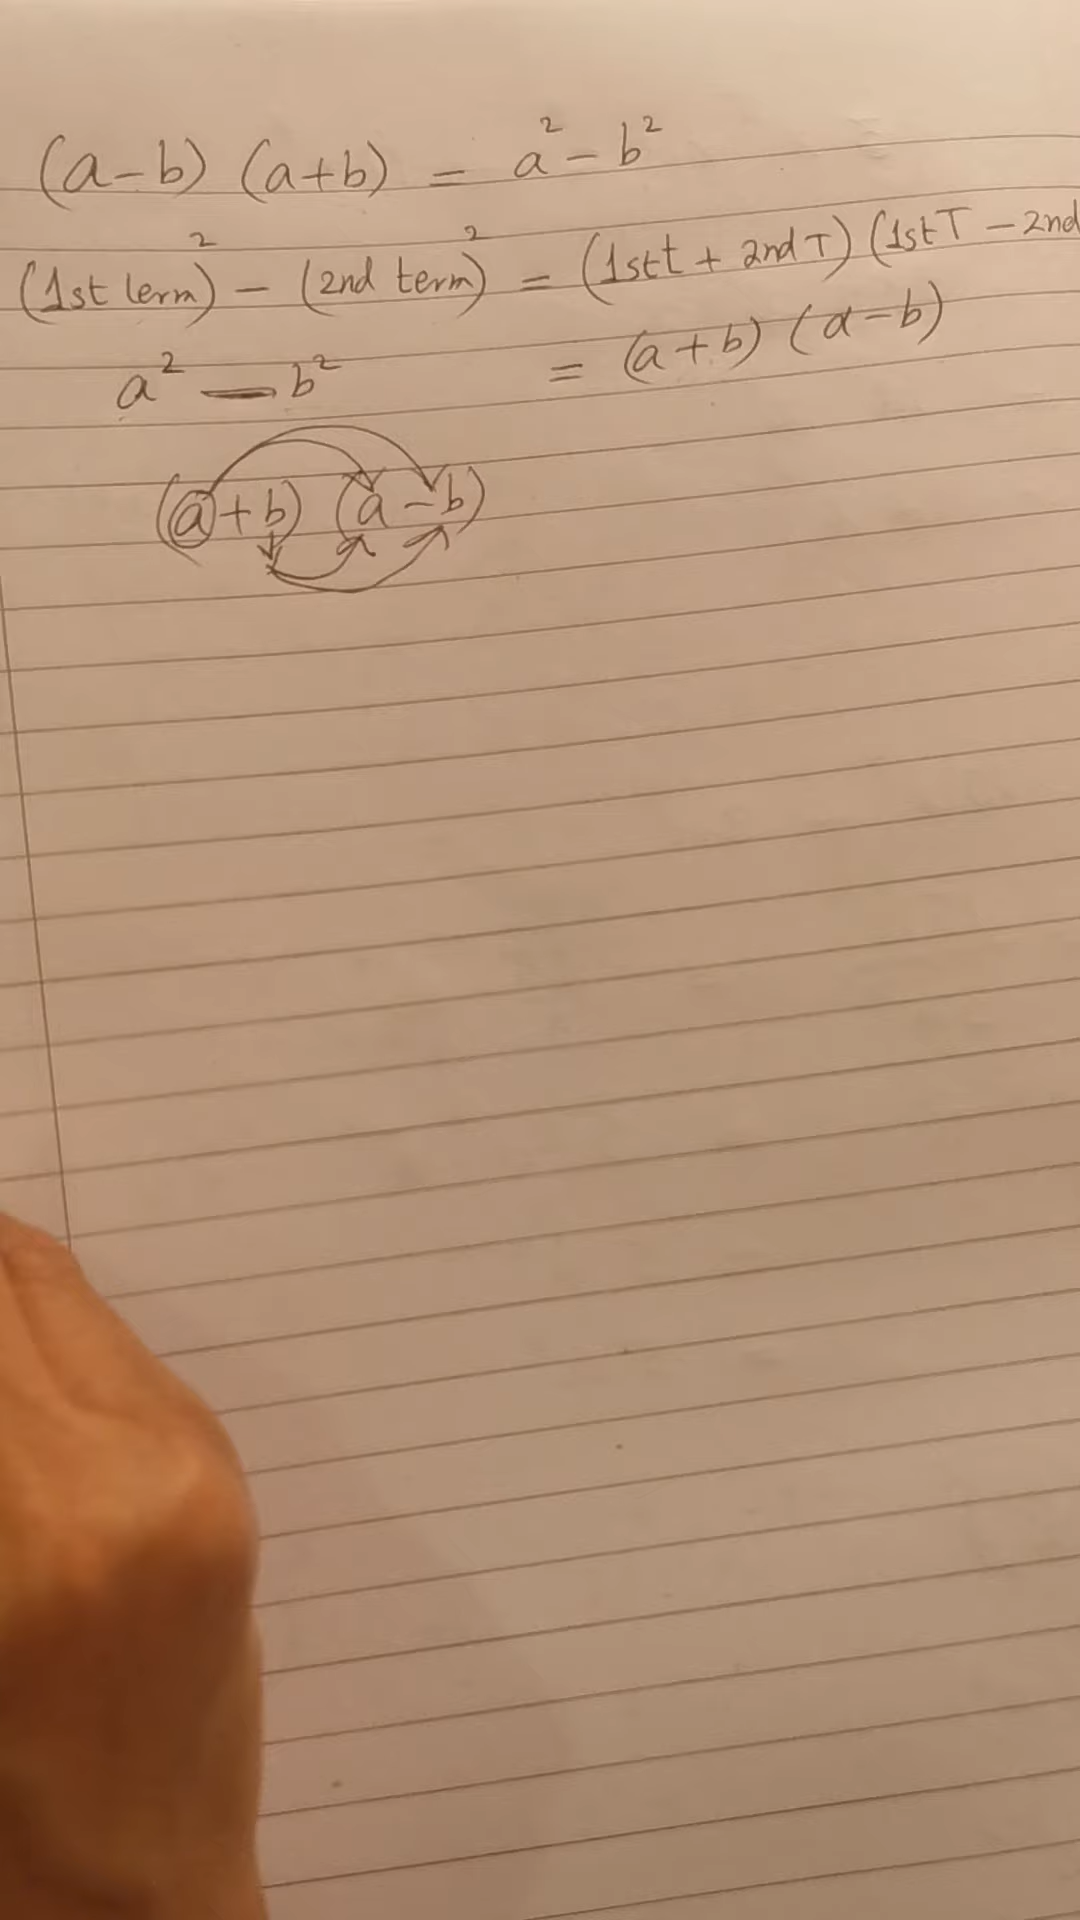 (a-b) (a+b) = a² - b²
(1st term)² - (2nd term)² = (1st t + 2nd T) (1st T - 2nd
a² - b² = (a+b) (a-b)
(a+b) (a-b)